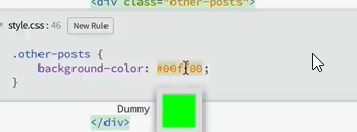 <div class="other-posts">
style.css : 46 New Rule
.other-posts {
background-color: #00ff00;
}
Dummy
</div>